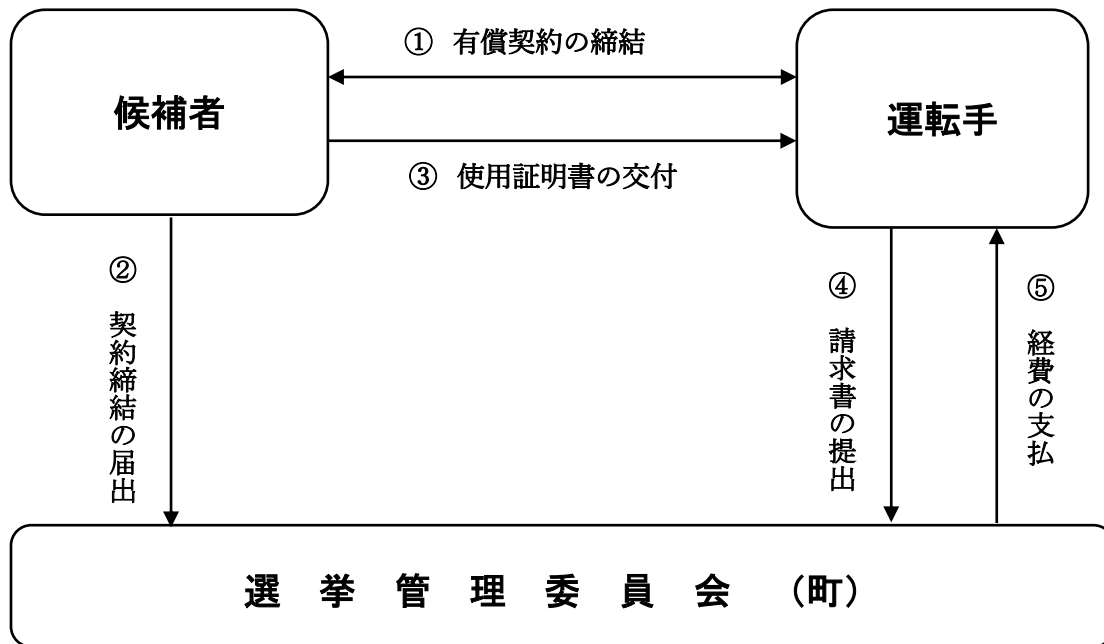 ① 有償契約の締結
候補者
運転手
③ 使用証明書の交付
② 契約締結の届出
④ 請求書の提出
⑤ 経費の支払
選挙管理委員会 （町）